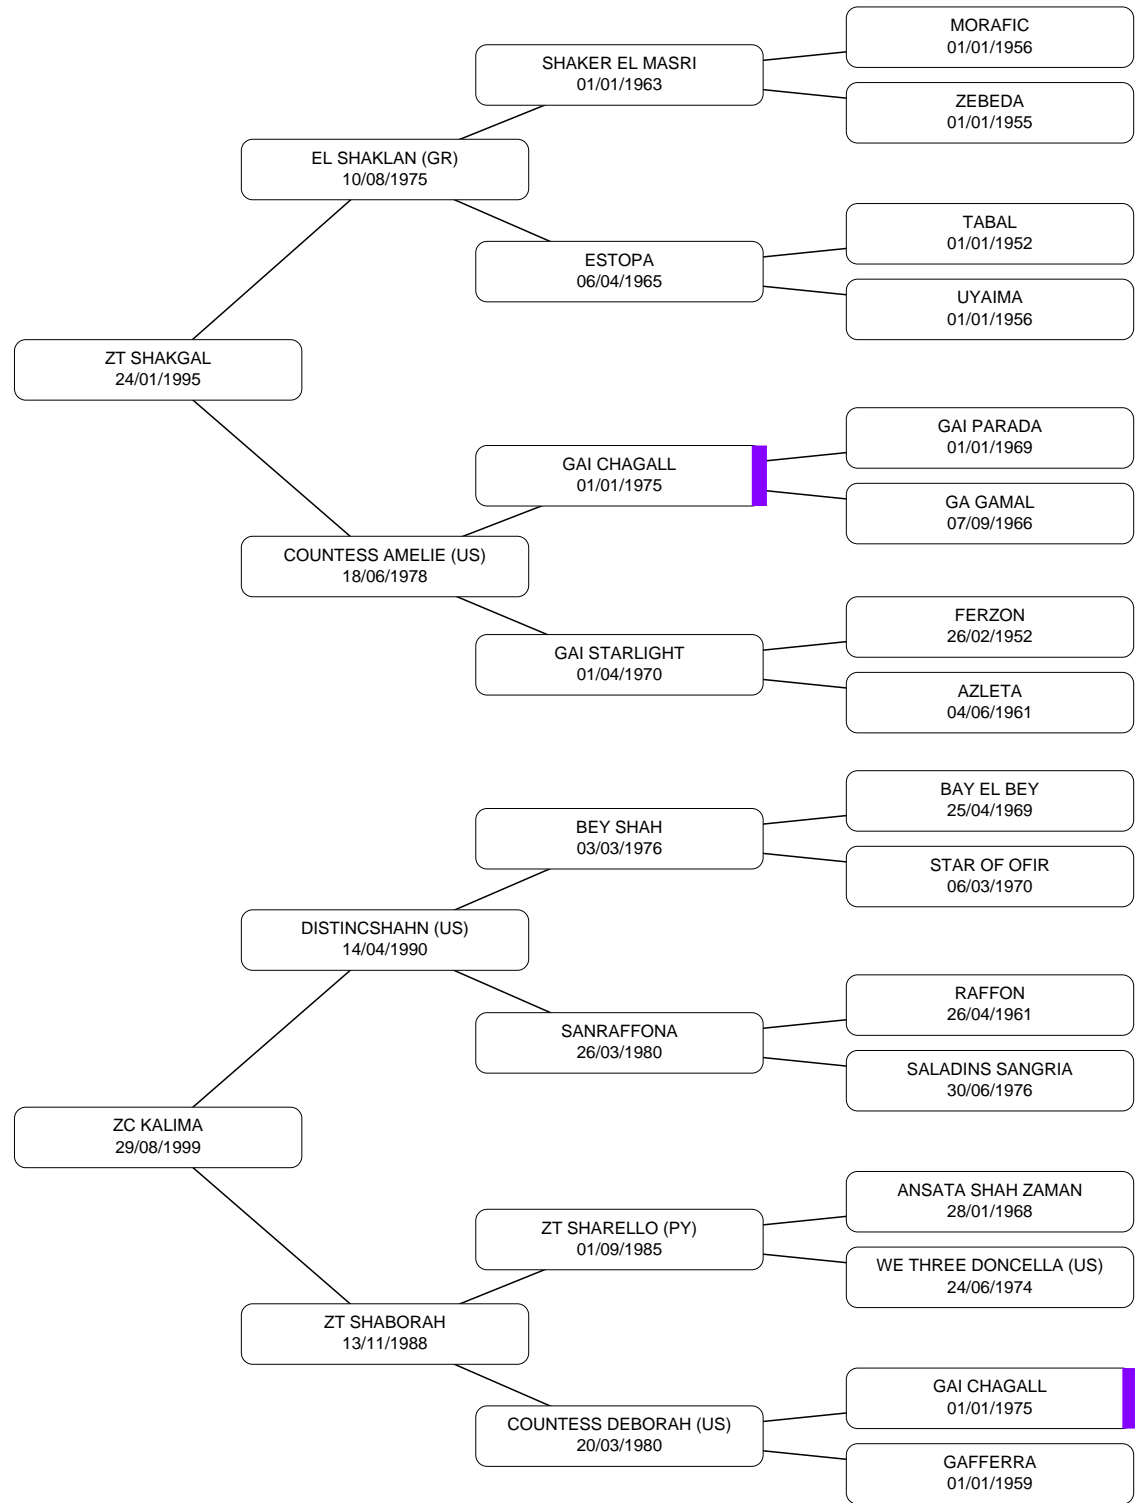 MORAFIC
01/01/1956
SHAKER EL MASRI
01/01/1963
ZEBEDA
01/01/1955
EL SHAKLAN (GR)
10/08/1975
TABAL
01/01/1952
ESTOPA
06/04/1965
UYAIMA
01/01/1956
ZT SHAKGAL
24/01/1995
GAI PARADA
01/01/1969
GAI CHAGALL
01/01/1975
GA GAMAL
07/09/1966
COUNTESS AMELIE (US)
18/06/1978
FERZON
26/02/1952
GAI STARLIGHT
01/04/1970
AZLETA
04/06/1961
BAY EL BEY
25/04/1969
BEY SHAH
03/03/1976
STAR OF OFIR
06/03/1970
DISTINCSHAHN (US)
14/04/1990
RAFFON
26/04/1961
SANRAFFONA
26/03/1980
SALADINS SANGRIA
30/06/1976
ZC KALIMA
29/08/1999
ANSATA SHAH ZAMAN
28/01/1968
ZT SHARELLO (PY)
01/09/1985
WE THREE DONCELLA (US)
24/06/1974
ZT SHABORAH
13/11/1988
GAI CHAGALL
01/01/1975
COUNTESS DEBORAH (US)
20/03/1980
GAFFERRA
01/01/1959